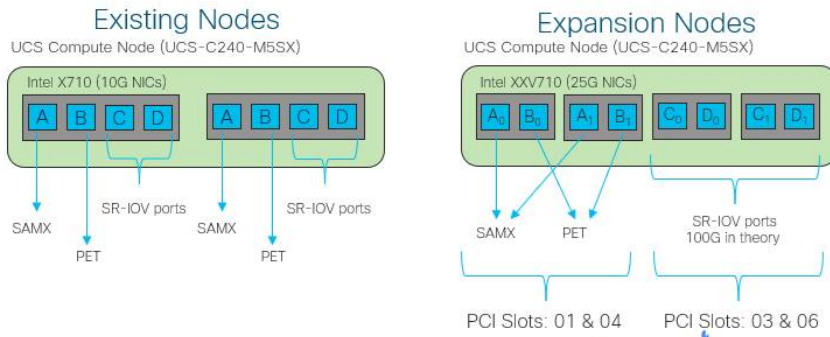 Existing Nodes
UCS Compute Node (UCS-C240-M5SX)
Intel X710 (10G NICs)
A B C D A B C D
SR-IOV ports SR-IOV ports
SAMX SAMX
PET PET
Expansion Nodes
UCS Compute Node (UCS-C240-M5SX)
Intel XXV710 (25G NICs)
A₀ B₀ A₁ B₁ C₀ D₀ C₁ D₁
SAMX PET
SR-IOV ports
100G in theory
PCI Slots: 01 & 04 PCI Slots: 03 & 06